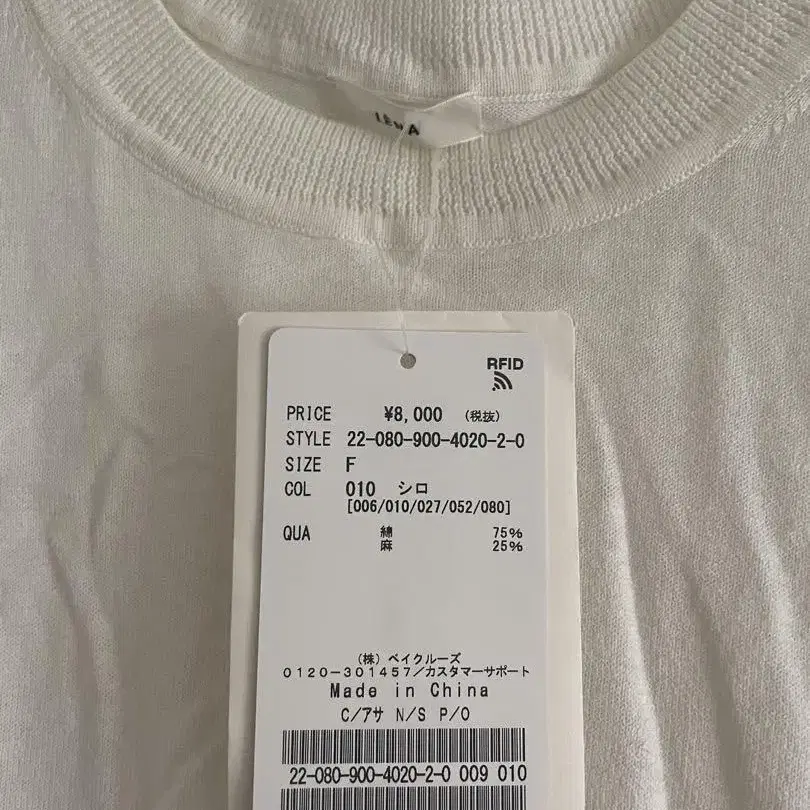 IÉNA
RFID
PRICE ¥8,000 (税抜)
STYLE 22-080-900-4020-2-0
SIZE F
COL 010 シロ
[006/010/027/052/080]
QUA 綿 75%
麻 25%
(株) ベイクルーズ
0120-301457/カスタマーサポート
Made in China
C/アサ N/S P/O
22-080-900-4020-2-0 009 010